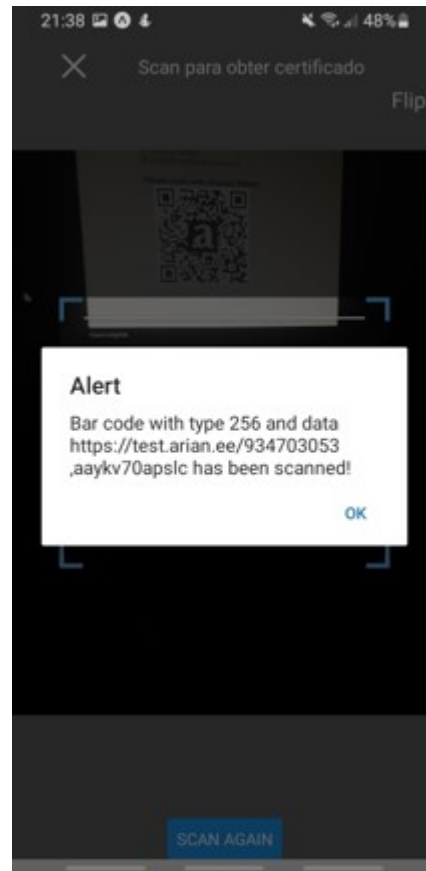 21:38 48%
Scan para obter certificado
Flip
a
Alert
Bar code with type 256 and data
https://test.arian.ee/934703053
,aaykv70apslc has been scanned!
OK
SCAN AGAIN